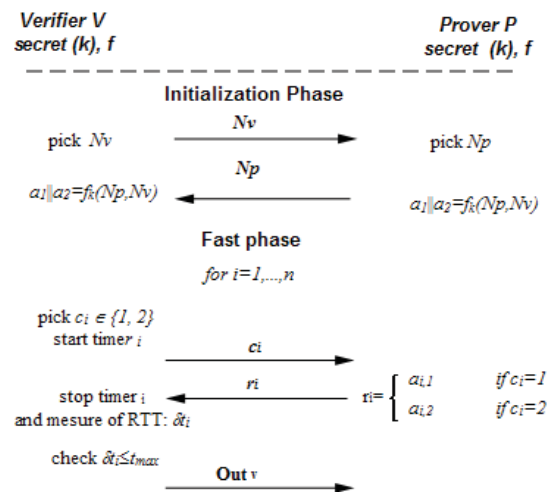 Verifier V Prover P
secret (k), f secret (k), f
Initialization Phase
Nv
pick Nv pick Np
Np
a1||a2=fk(Np,Nv) a1||a2=fk(Np,Nv)
Fast phase
for i=1,...,n
pick ci ∈ {1, 2}
start timer i
ci
ri
stop timer i
and mesure of RTT: δti
ri= { ai,1 if ci=1
ai,2 if ci=2
check δti≤tmax
Out v